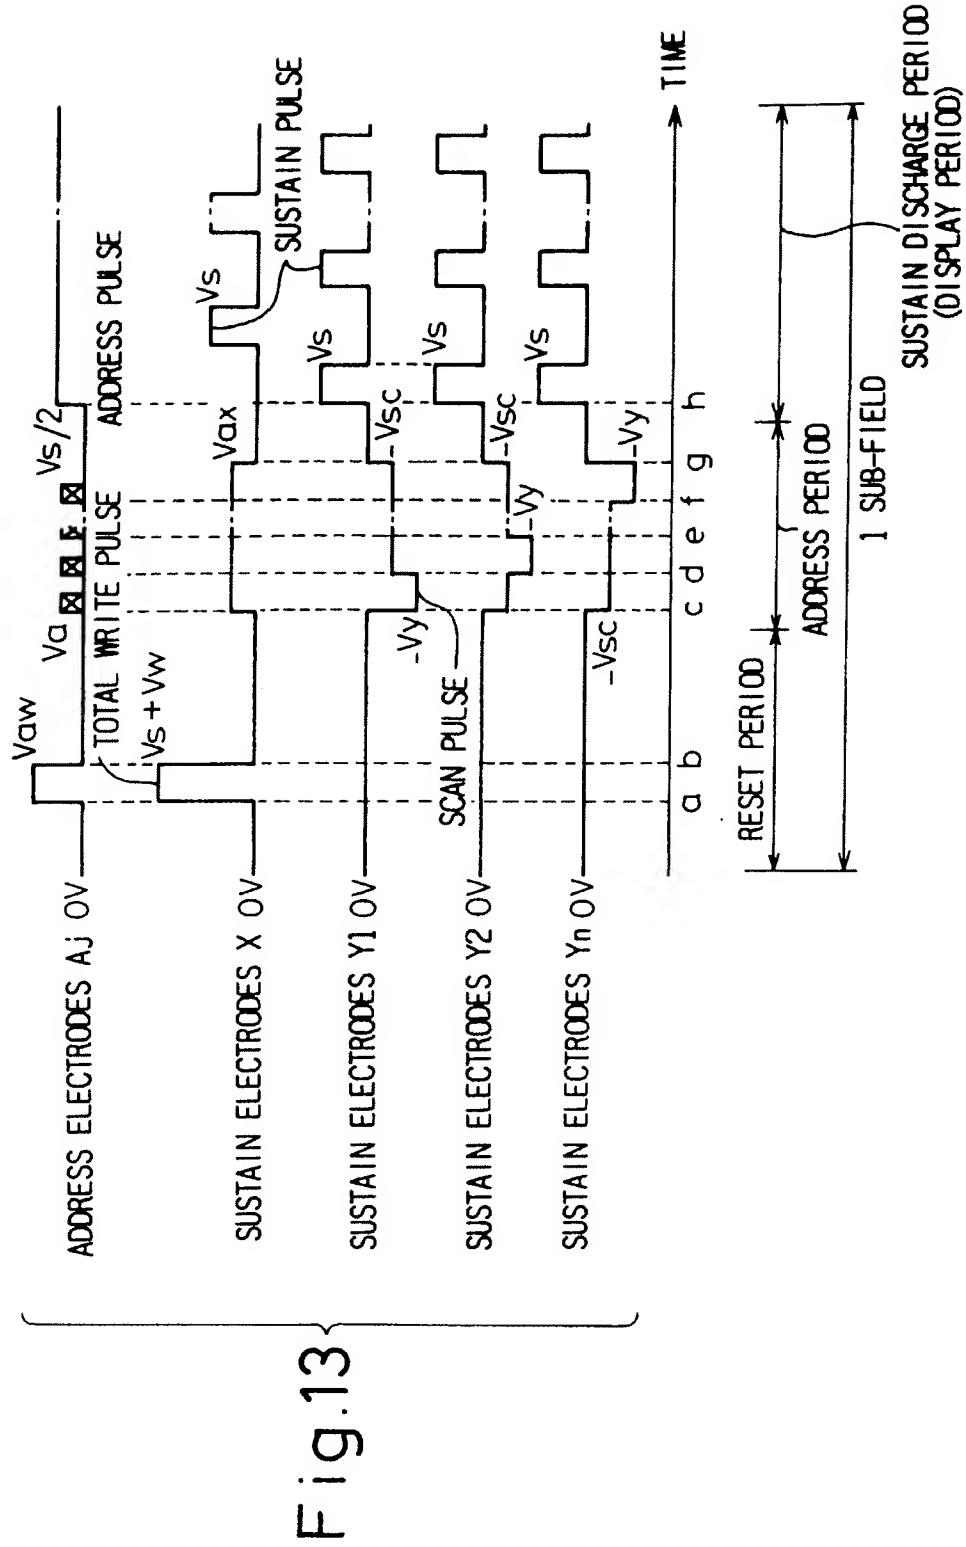 Fig.13
ADDRESS ELECTRODES Aj 0V
Vaw
Va
Vs/2
ADDRESS PULSE
TOTAL WRITE PULSE
SUSTAIN ELECTRODES X 0V
Vs+Vw
Vax
Vs
SUSTAIN PULSE
SUSTAIN ELECTRODES Y1 0V
-Vy
-Vsc
Vs
SCAN PULSE
SUSTAIN ELECTRODES Y2 0V
-Vy
-Vsc
Vs
SUSTAIN ELECTRODES Yn 0V
-Vsc
-Vy
Vs
a b c d e f g h
TIME
RESET PERIOD
ADDRESS PERIOD
SUSTAIN DISCHARGE PERIOD
(DISPLAY PERIOD)
1 SUB-FIELD